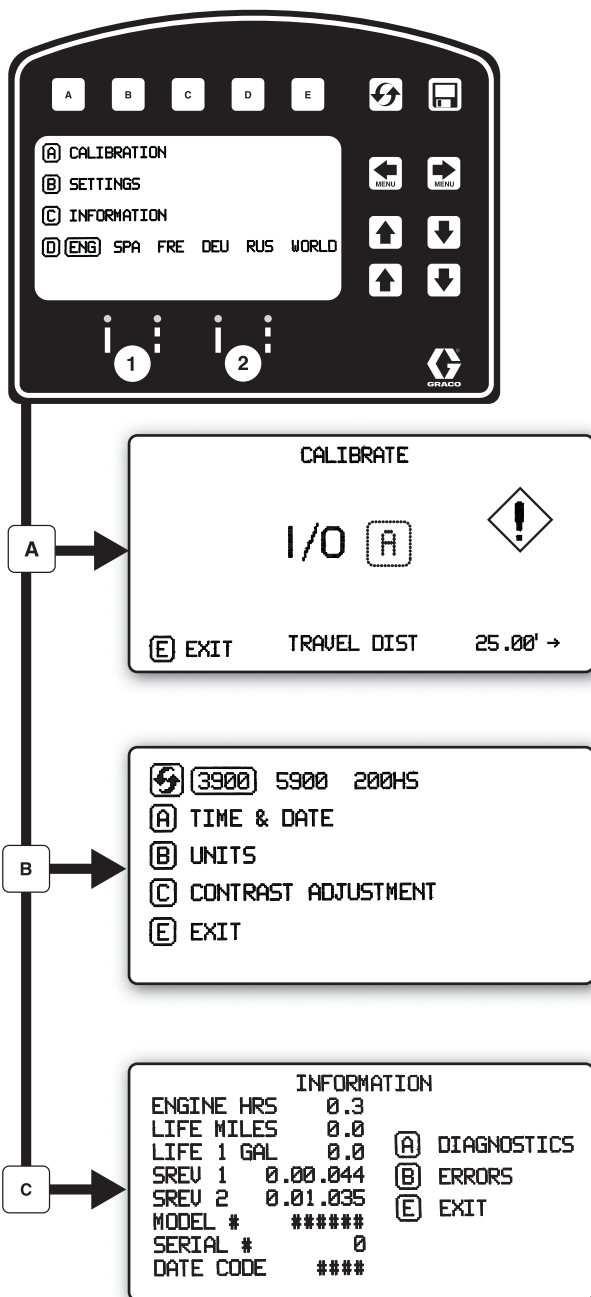 A B C D E
A CALIBRATION
B SETTINGS
C INFORMATION
D ENG SPA FRE DEU RUS WORLD
MENU MENU
1 2
GRACO
A
CALIBRATE
I/O A
!
E EXIT TRAVEL DIST 25.00' →
B
3900 5900 200HS
A TIME & DATE
B UNITS
C CONTRAST ADJUSTMENT
E EXIT
C
INFORMATION
ENGINE HRS 0.3
LIFE MILES 0.0
LIFE 1 GAL 0.0
SREV 1 0.00.044
SREV 2 0.01.035
MODEL # ######
SERIAL # 0
DATE CODE ####
A DIAGNOSTICS
B ERRORS
E EXIT